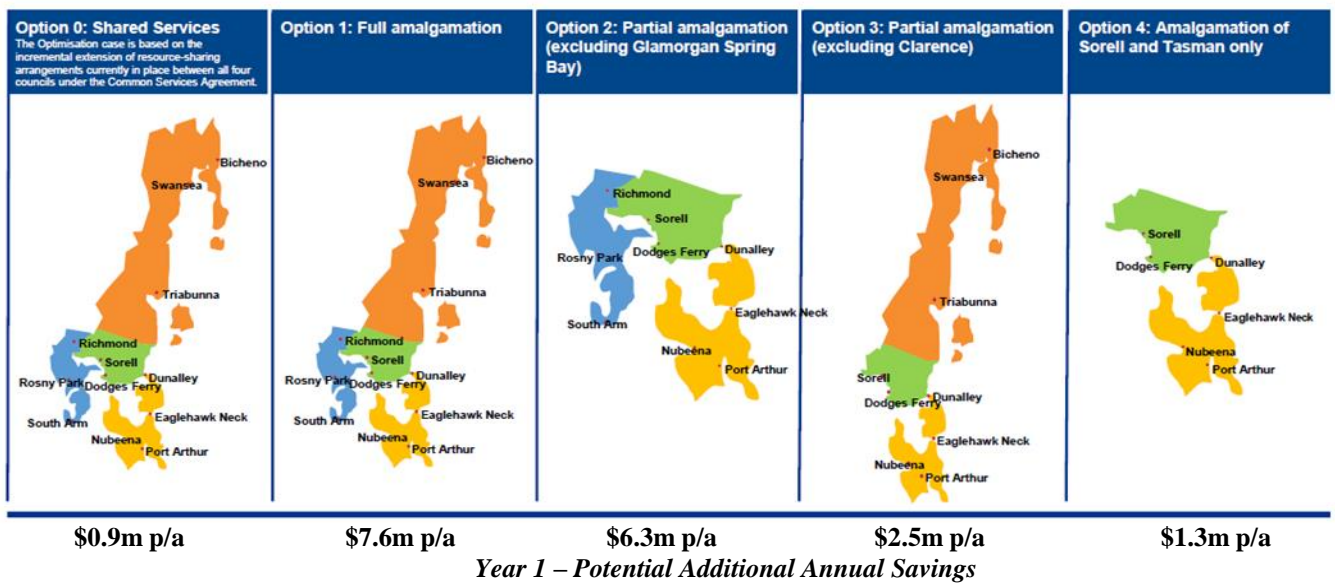 Option 0: Shared Services
The Optimisation case is based on the
incremental extension of resource-sharing
arrangements currently in place between all four
councils under the Common Services Agreement.
Option 1: Full amalgamation
Option 2: Partial amalgamation
(excluding Glamorgan Spring
Bay)
Option 3: Partial amalgamation
(excluding Clarence)
Option 4: Amalgamation of
Sorell and Tasman only
Bicheno
Swansea
Triabunna
Richmond
Sorell
Rosny Park
Dodges Ferry
Dunalley
South Arm
Eaglehawk Neck
Nubeena
Port Arthur
Bicheno
Swansea
Triabunna
Richmond
Sorell
Rosny Park
Dodges Ferry
Dunalley
South Arm
Eaglehawk Neck
Nubeena
Port Arthur
Richmond
Sorell
Dodges Ferry
Dunalley
Rosny Park
South Arm
Eaglehawk Neck
Nubeena
Port Arthur
Bicheno
Swansea
Triabunna
Sorell
Dodges Ferry
Dunalley
Eaglehawk Neck
Nubeena
Port Arthur
Sorell
Dodges Ferry
Dunalley
Eaglehawk Neck
Nubeena
Port Arthur
$0.9m p/a
$7.6m p/a
$6.3m p/a
$2.5m p/a
$1.3m p/a
Year 1 – Potential Additional Annual Savings